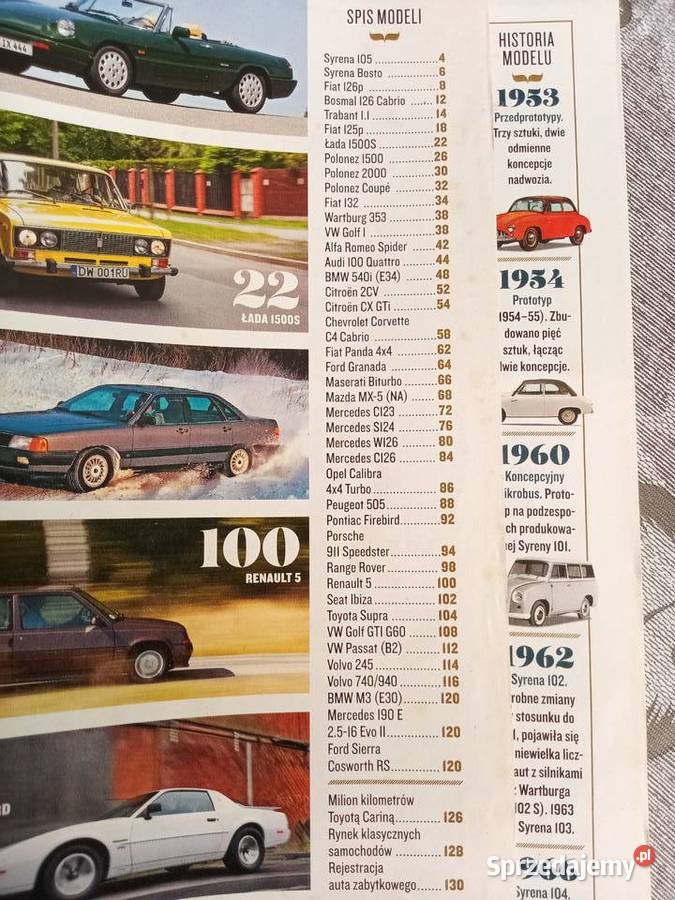 IX 444
DW 001RU
22
ŁADA 1500S
100
RENAULT 5
RD
SPIS MODELI
Syrena 105 4
Syrena Bosto 6
Fiat 126p 8
Bosmal 126 Cabrio 12
Trabant 1.1 14
Fiat 125p 18
Łada 1500S 22
Polonez 1500 26
Polonez 2000 30
Polonez Coupé 32
Fiat 132 34
Wartburg 353 38
VW Golf I 38
Alfa Romeo Spider 42
Audi 100 Quattro 44
BMW 540i (E34) 48
Citroën 2CV 52
Citroën CX GTi 54
Chevrolet Corvette
C4 Cabrio 58
Fiat Panda 4x4 62
Ford Granada 64
Maserati Biturbo 66
Mazda MX-5 (NA) 68
Mercedes C123 72
Mercedes S124 76
Mercedes W126 80
Mercedes C126 84
Opel Calibra
4x4 Turbo 86
Peugeot 505 88
Pontiac Firebird 92
Porsche
911 Speedster 94
Range Rover 98
Renault 5 100
Seat Ibiza 102
Toyota Supra 104
VW Golf GTI G60 108
VW Passat (B2) 112
Volvo 245 114
Volvo 740/940 116
BMW M3 (E30) 120
Mercedes 190 E
2.5-16 Evo II 120
Ford Sierra
Cosworth RS 120
Milion kilometrów
Toyotą Cariną 126
Rynek klasycznych
samochodów 128
Rejestracja
auta zabytkowego 130
HISTORIA
MODELU
1953
Przedprototypy.
Trzy sztuki, dwie
odmienne
koncepcje
nadwozia.
1954
Prototyp
1954–55). Zbu-
dowano pięć
sztuk, łącząc
dwie koncepcje.
1960
Koncepcyjny
ikrobus. Proto-
p na podzespo-
ch produkowa-
ej Syreny 101.
1962
Syrena 102.
robne zmiany
stosunku do
1, pojawiła się
niewielka licz-
aut z silnikami
z Wartburga
102 S). 1963
Syrena 103.
Syrena 104.
Sprzedajemy.pl